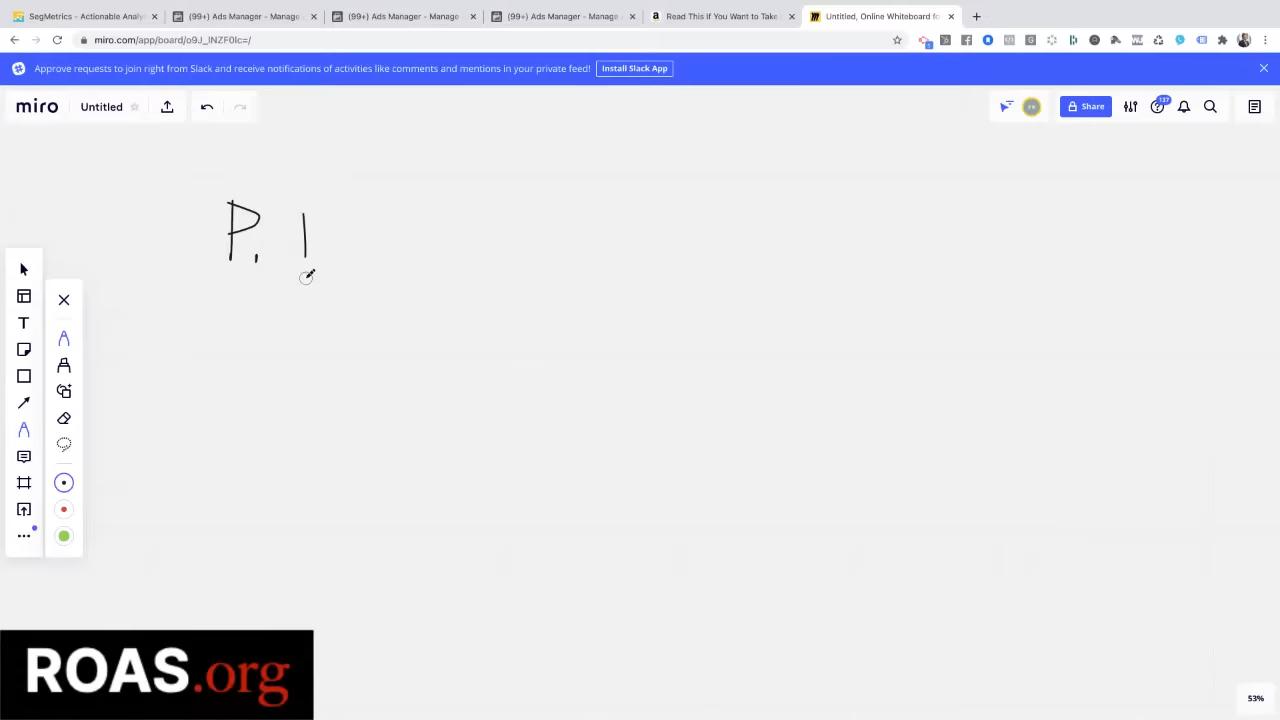 SegMetrics - Actionable Analy
(99+) Ads Manager - Manage
(99+) Ads Manager - Manage
(99+) Ads Manager - Manage
Read This If You Want to Take
Untitled, Online Whiteboard fo
miro.com/app/board/o9J_lNZF0lc=/
Approve requests to join right from Slack and receive notifications of activities like comments and mentions in your private feed! Install Slack App
miro Untitled Share 137
P. I
T
ROAS.org
53%